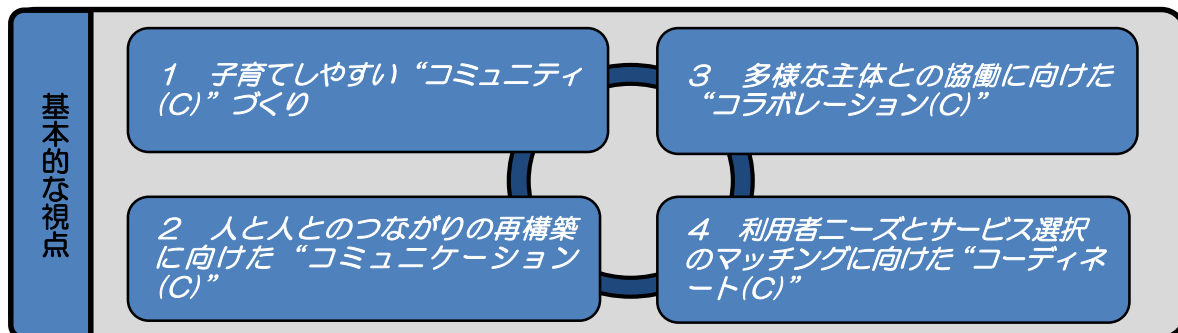 基本的な視点
1　子育てしやすい“コミュニティ
(C)”づくり
2　人と人とのつながりの再構築
に向けた“コミュニケーション
(C)”
3　多様な主体との協働に向けた
“コラボレーション(C)”
4　利用者ニーズとサービス選択
のマッチングに向けた“コーディネ
ート(C)”